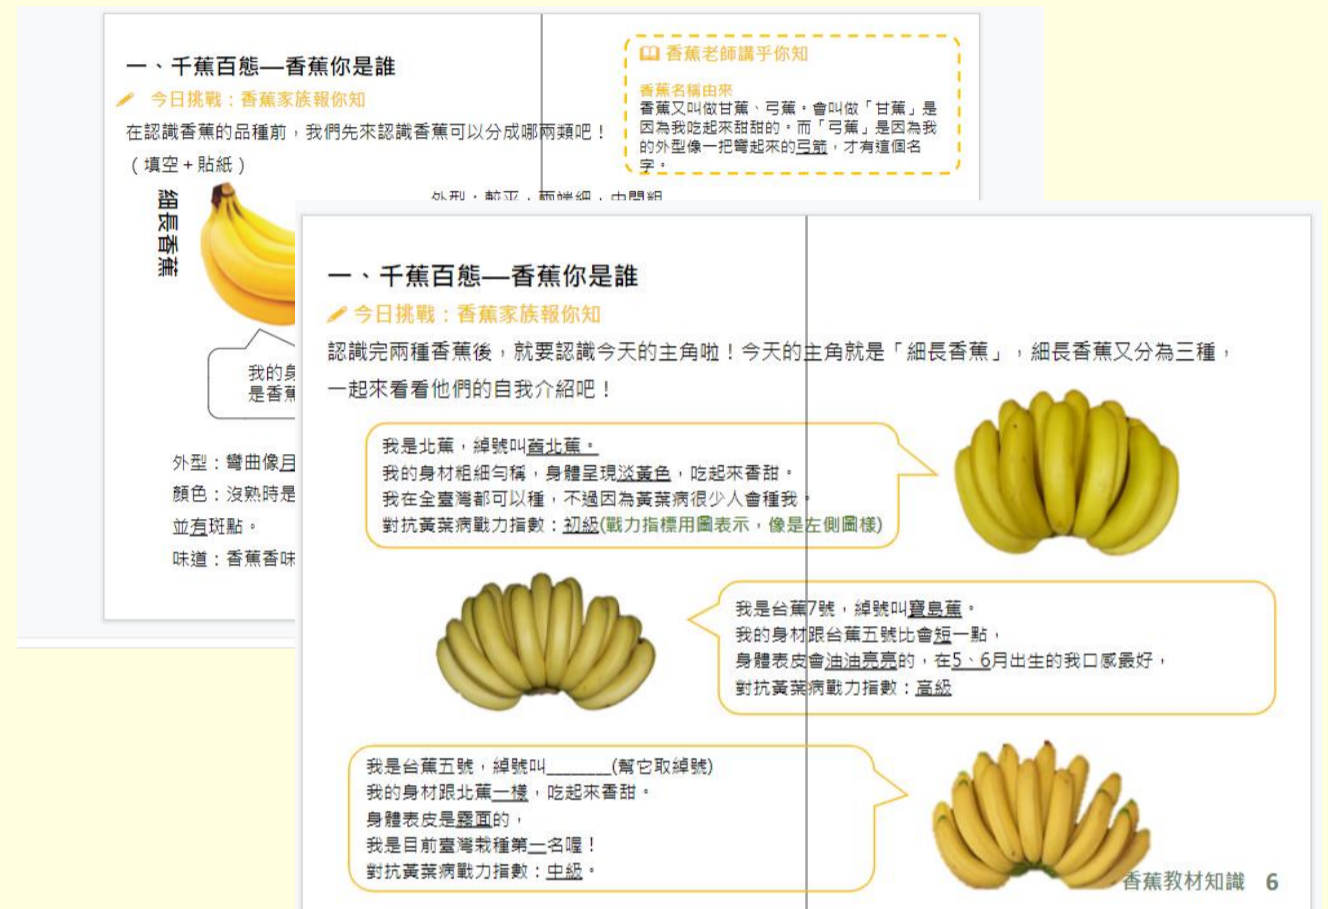 一、千蕉百態—香蕉你是誰
今日挑戰：香蕉家族報你知
在認識香蕉的品種前，我們先來認識香蕉可以分成哪兩類吧！
（填空＋貼紙）
香蕉老師講乎你知
香蕉名稱由來
香蕉又叫做甘蕉、弓蕉。會叫做「甘蕉」是
因為我吃起來甜甜的。而「弓蕉」是因為我
的外型像一把彎起來的弓箭，才有這個名
字。
細長香蕉
外型：較平，兩端細，中間粗
我的身
是香蕉
外型：彎曲像月
顏色：沒熟時是
並有斑點。
味道：香蕉香味
一、千蕉百態—香蕉你是誰
今日挑戰：香蕉家族報你知
認識完兩種香蕉後，就要認識今天的主角啦！今天的主角就是「細長香蕉」，細長香蕉又分為三種，
一起來看看他們的自我介紹吧！
我是北蕉，綽號叫舊北蕉。
我的身材粗細勻稱，身體呈現淡黃色，吃起來香甜。
我在全臺灣都可以種，不過因為黃葉病很少人會種我。
對抗黃葉病戰力指數：初級(戰力指標用圖表示，像是左側圖樣)
我是台蕉7號，綽號叫寶島蕉。
我的身材跟台蕉五號比會短一點，
身體表皮會油油亮亮的，在5、6月出生的我口感最好，
對抗黃葉病戰力指數：高級
我是台蕉五號，綽號叫_______(幫它取綽號)
我的身材跟北蕉一樣，吃起來香甜。
身體表皮是霧面的，
我是目前臺灣栽種第一名喔！
對抗黃葉病戰力指數：中級。
香蕉教材知識 6